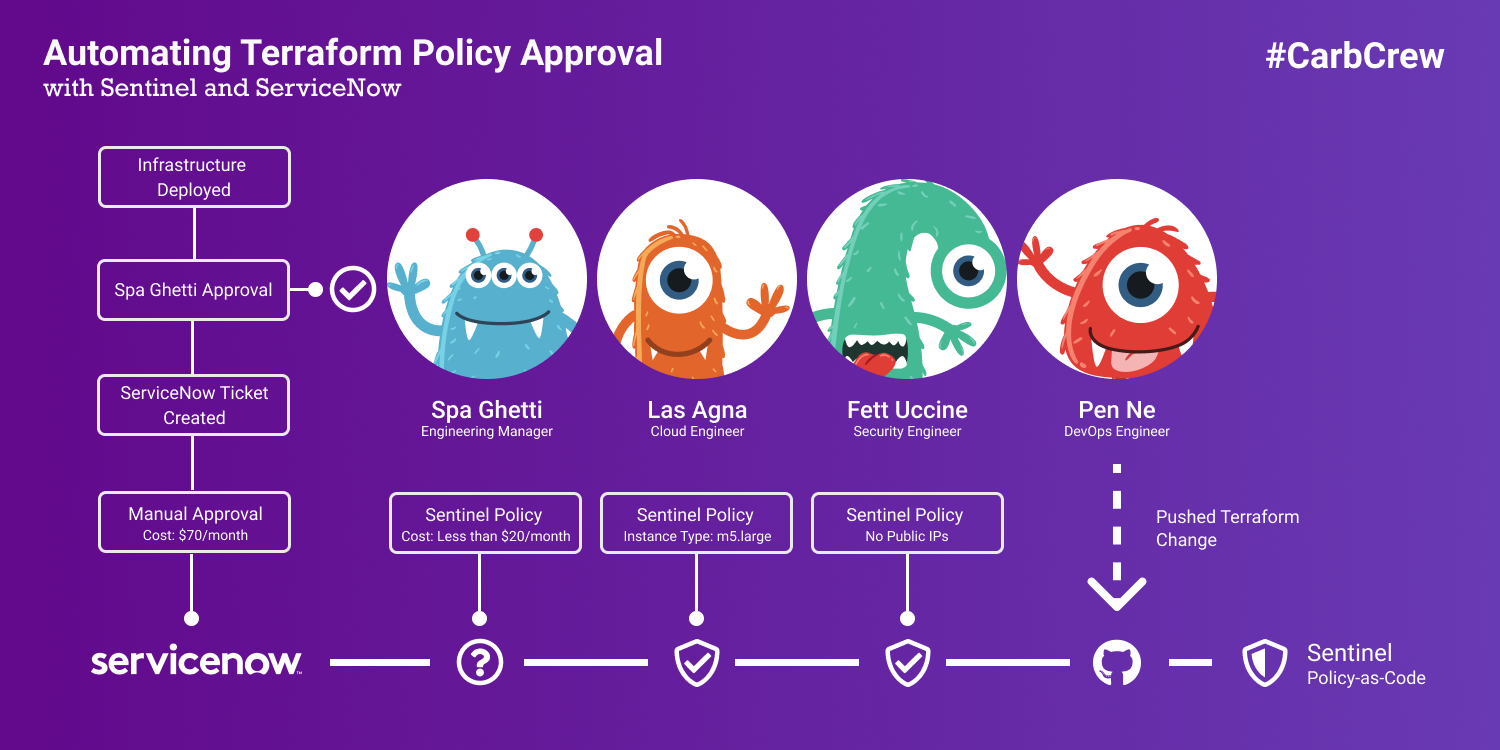 Automating Terraform Policy Approval
with Sentinel and ServiceNow
#CarbCrew
Infrastructure
Deployed
Spa Ghetti Approval
ServiceNow Ticket
Created
Manual Approval
Cost: $70/month
Spa Ghetti
Engineering Manager
Las Agna
Cloud Engineer
Fett Uccine
Security Engineer
Pen Ne
DevOps Engineer
Sentinel Policy
Cost: Less than $20/month
Sentinel Policy
Instance Type: m5.large
Sentinel Policy
No Public IPs
Pushed Terraform
Change
servicenow™
?
Sentinel
Policy-as-Code